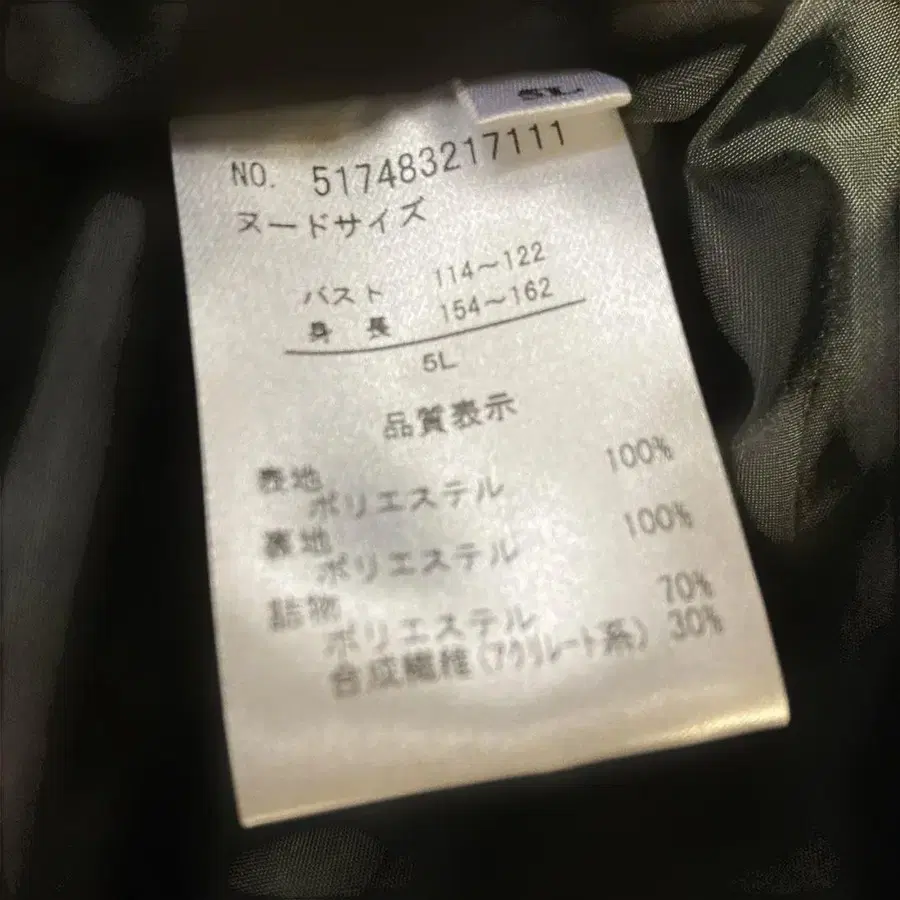 5L
NO. 517483217111
ヌードサイズ
バスト 114～122
身長 154～162
5L
品質表示
表地
ポリエステル 100%
裏地
ポリエステル 100%
詰物
ポリエステル 70%
合成繊維(アクリレート系) 30%